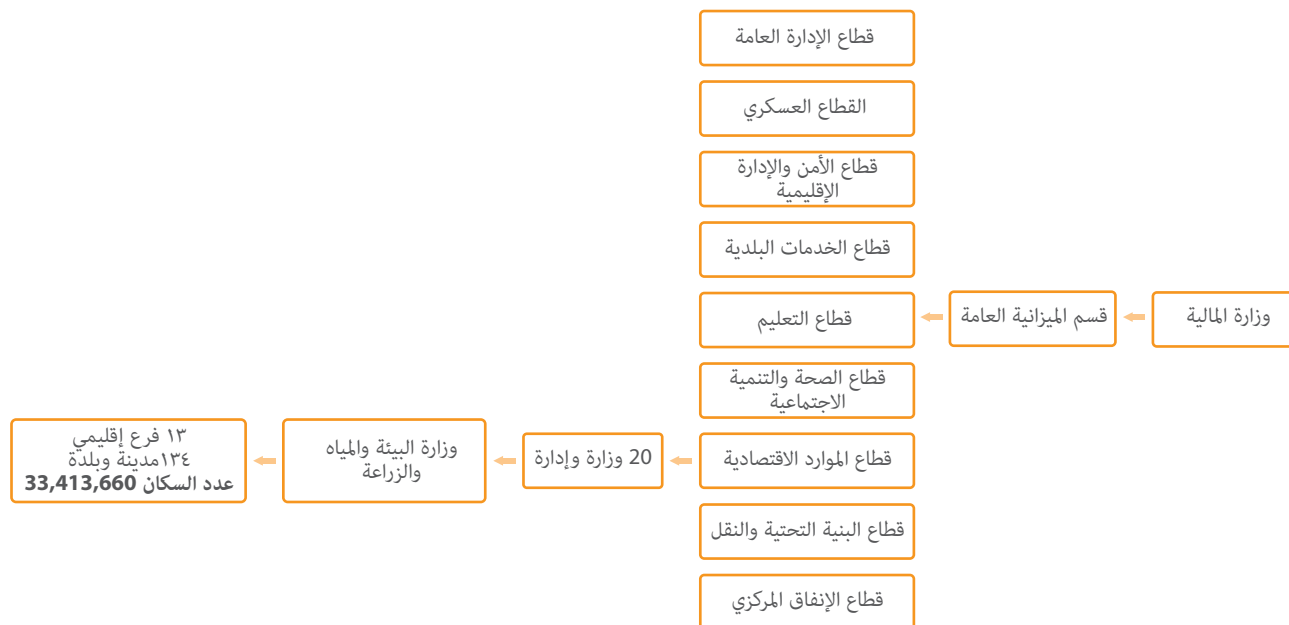 وزارة المالية
قسم الميزانية العامة
قطاع الإدارة العامة
القطاع العسكري
قطاع الأمن والإدارة
الإقليمية
قطاع الخدمات البلدية
قطاع التعليم
قطاع الصحة والتنمية
الاجتماعية
قطاع الموارد الاقتصادية
قطاع البنية التحتية والنقل
قطاع الإنفاق المركزي
20 وزارة وإدارة
وزارة البيئة والمياه
والزراعة
١٣ فرع إقليمي
١٣٤مدينة وبلدة
عدد السكان 33,413,660